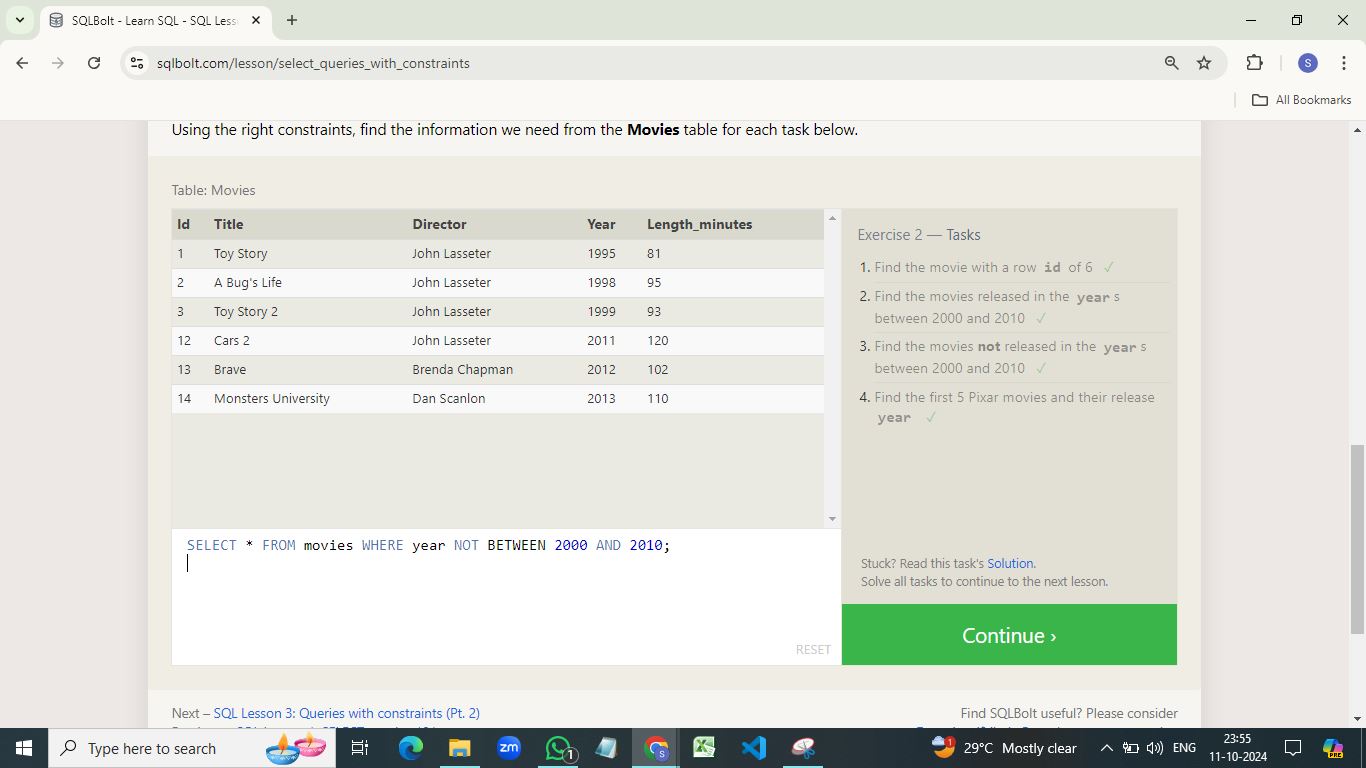 SQLBolt - Learn SQL - SQL Less
sqlbolt.com/lesson/select_queries_with_constraints
S
All Bookmarks
Using the right constraints, find the information we need from the Movies table for each task below.
Table: Movies
Id Title Director Year Length_minutes
1 Toy Story John Lasseter 1995 81
2 A Bug's Life John Lasseter 1998 95
3 Toy Story 2 John Lasseter 1999 93
12 Cars 2 John Lasseter 2011 120
13 Brave Brenda Chapman 2012 102
14 Monsters University Dan Scanlon 2013 110
SELECT * FROM movies WHERE year NOT BETWEEN 2000 AND 2010;
RESET
Exercise 2 — Tasks
1. Find the movie with a row id of 6 ✓
2. Find the movies released in the year s
between 2000 and 2010 ✓
3. Find the movies not released in the year s
between 2000 and 2010 ✓
4. Find the first 5 Pixar movies and their release
year ✓
Stuck? Read this task's Solution.
Solve all tasks to continue to the next lesson.
Continue ›
Next – SQL Lesson 3: Queries with constraints (Pt. 2)
Find SQLBolt useful? Please consider
Type here to search
zm
1
S
1
29°C Mostly clear
ENG
23:55
11-10-2024
PRE